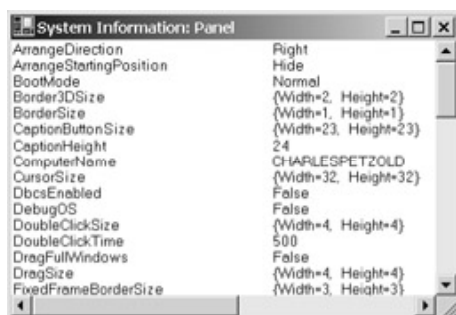 System Information: Panel
ArrangeDirection Right
ArrangeStartingPosition Hide
BootMode Normal
Border3DSize {Width=2, Height=2}
BorderSize {Width=1, Height=1}
CaptionButtonSize {Width=23, Height=23}
CaptionHeight 24
ComputerName CHARLESPETZOLD
CursorSize {Width=32, Height=32}
DbcsEnabled False
DebugOS False
DoubleClickSize {Width=4, Height=4}
DoubleClickTime 500
DragFullWindows False
DragSize {Width=4, Height=4}
FixedFrameBorderSize {Width=3, Height=3}